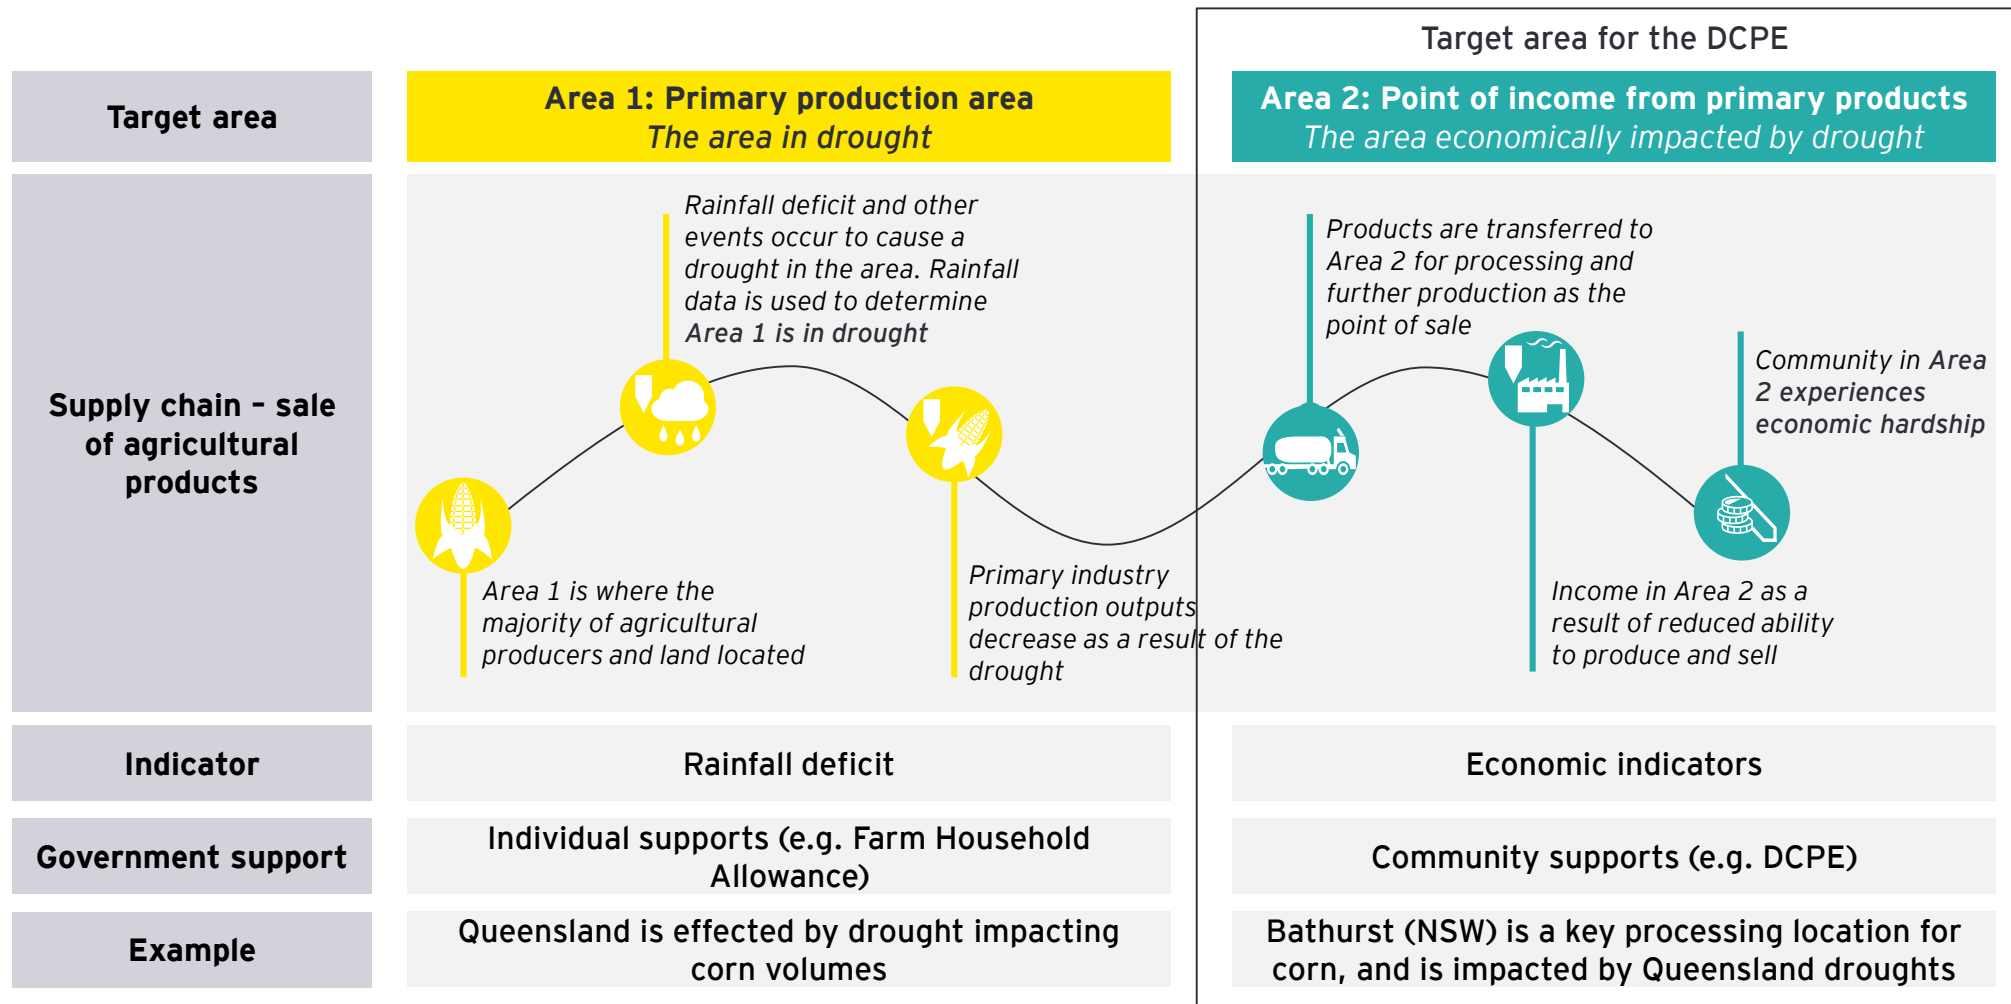 Target area for the DCPE
Target area
Area 1: Primary production area
The area in drought
Area 2: Point of income from primary products
The area economically impacted by drought
Supply chain – sale
of agricultural
products
Rainfall deficit and other
events occur to cause a
drought in the area. Rainfall
data is used to determine
Area 1 is in drought
Area 1 is where the
majority of agricultural
producers and land located
Primary industry
production outputs
decrease as a result of the
drought
Products are transferred to
Area 2 for processing and
further production as the
point of sale
Income in Area 2 as a
result of reduced ability
to produce and sell
Community in Area
2 experiences
economic hardship
Indicator
Rainfall deficit
Economic indicators
Government support
Individual supports (e.g. Farm Household
Allowance)
Community supports (e.g. DCPE)
Example
Queensland is effected by drought impacting
corn volumes
Bathurst (NSW) is a key processing location for
corn, and is impacted by Queensland droughts